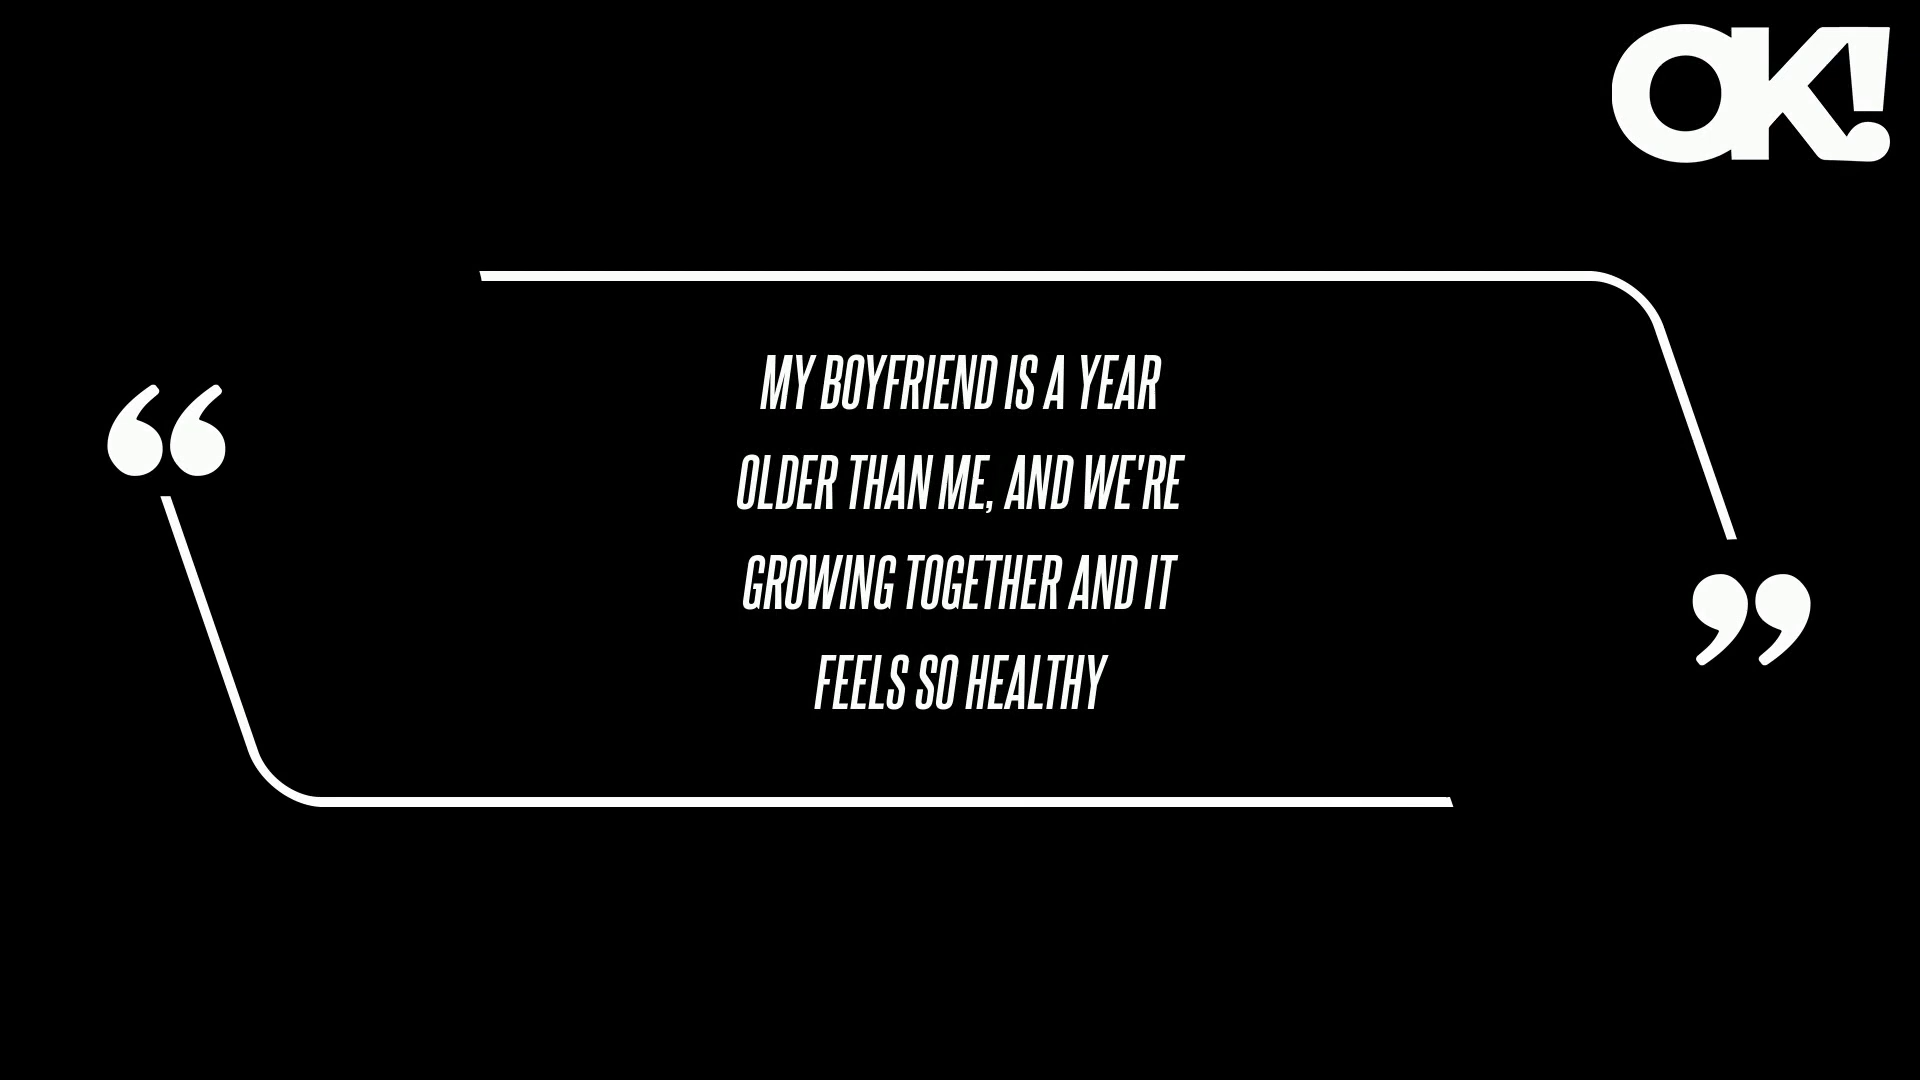 OK!
MY BOYFRIEND IS A YEAR
OLDER THAN ME, AND WE'RE
GROWING TOGETHER AND IT
FEELS SO HEALTHY